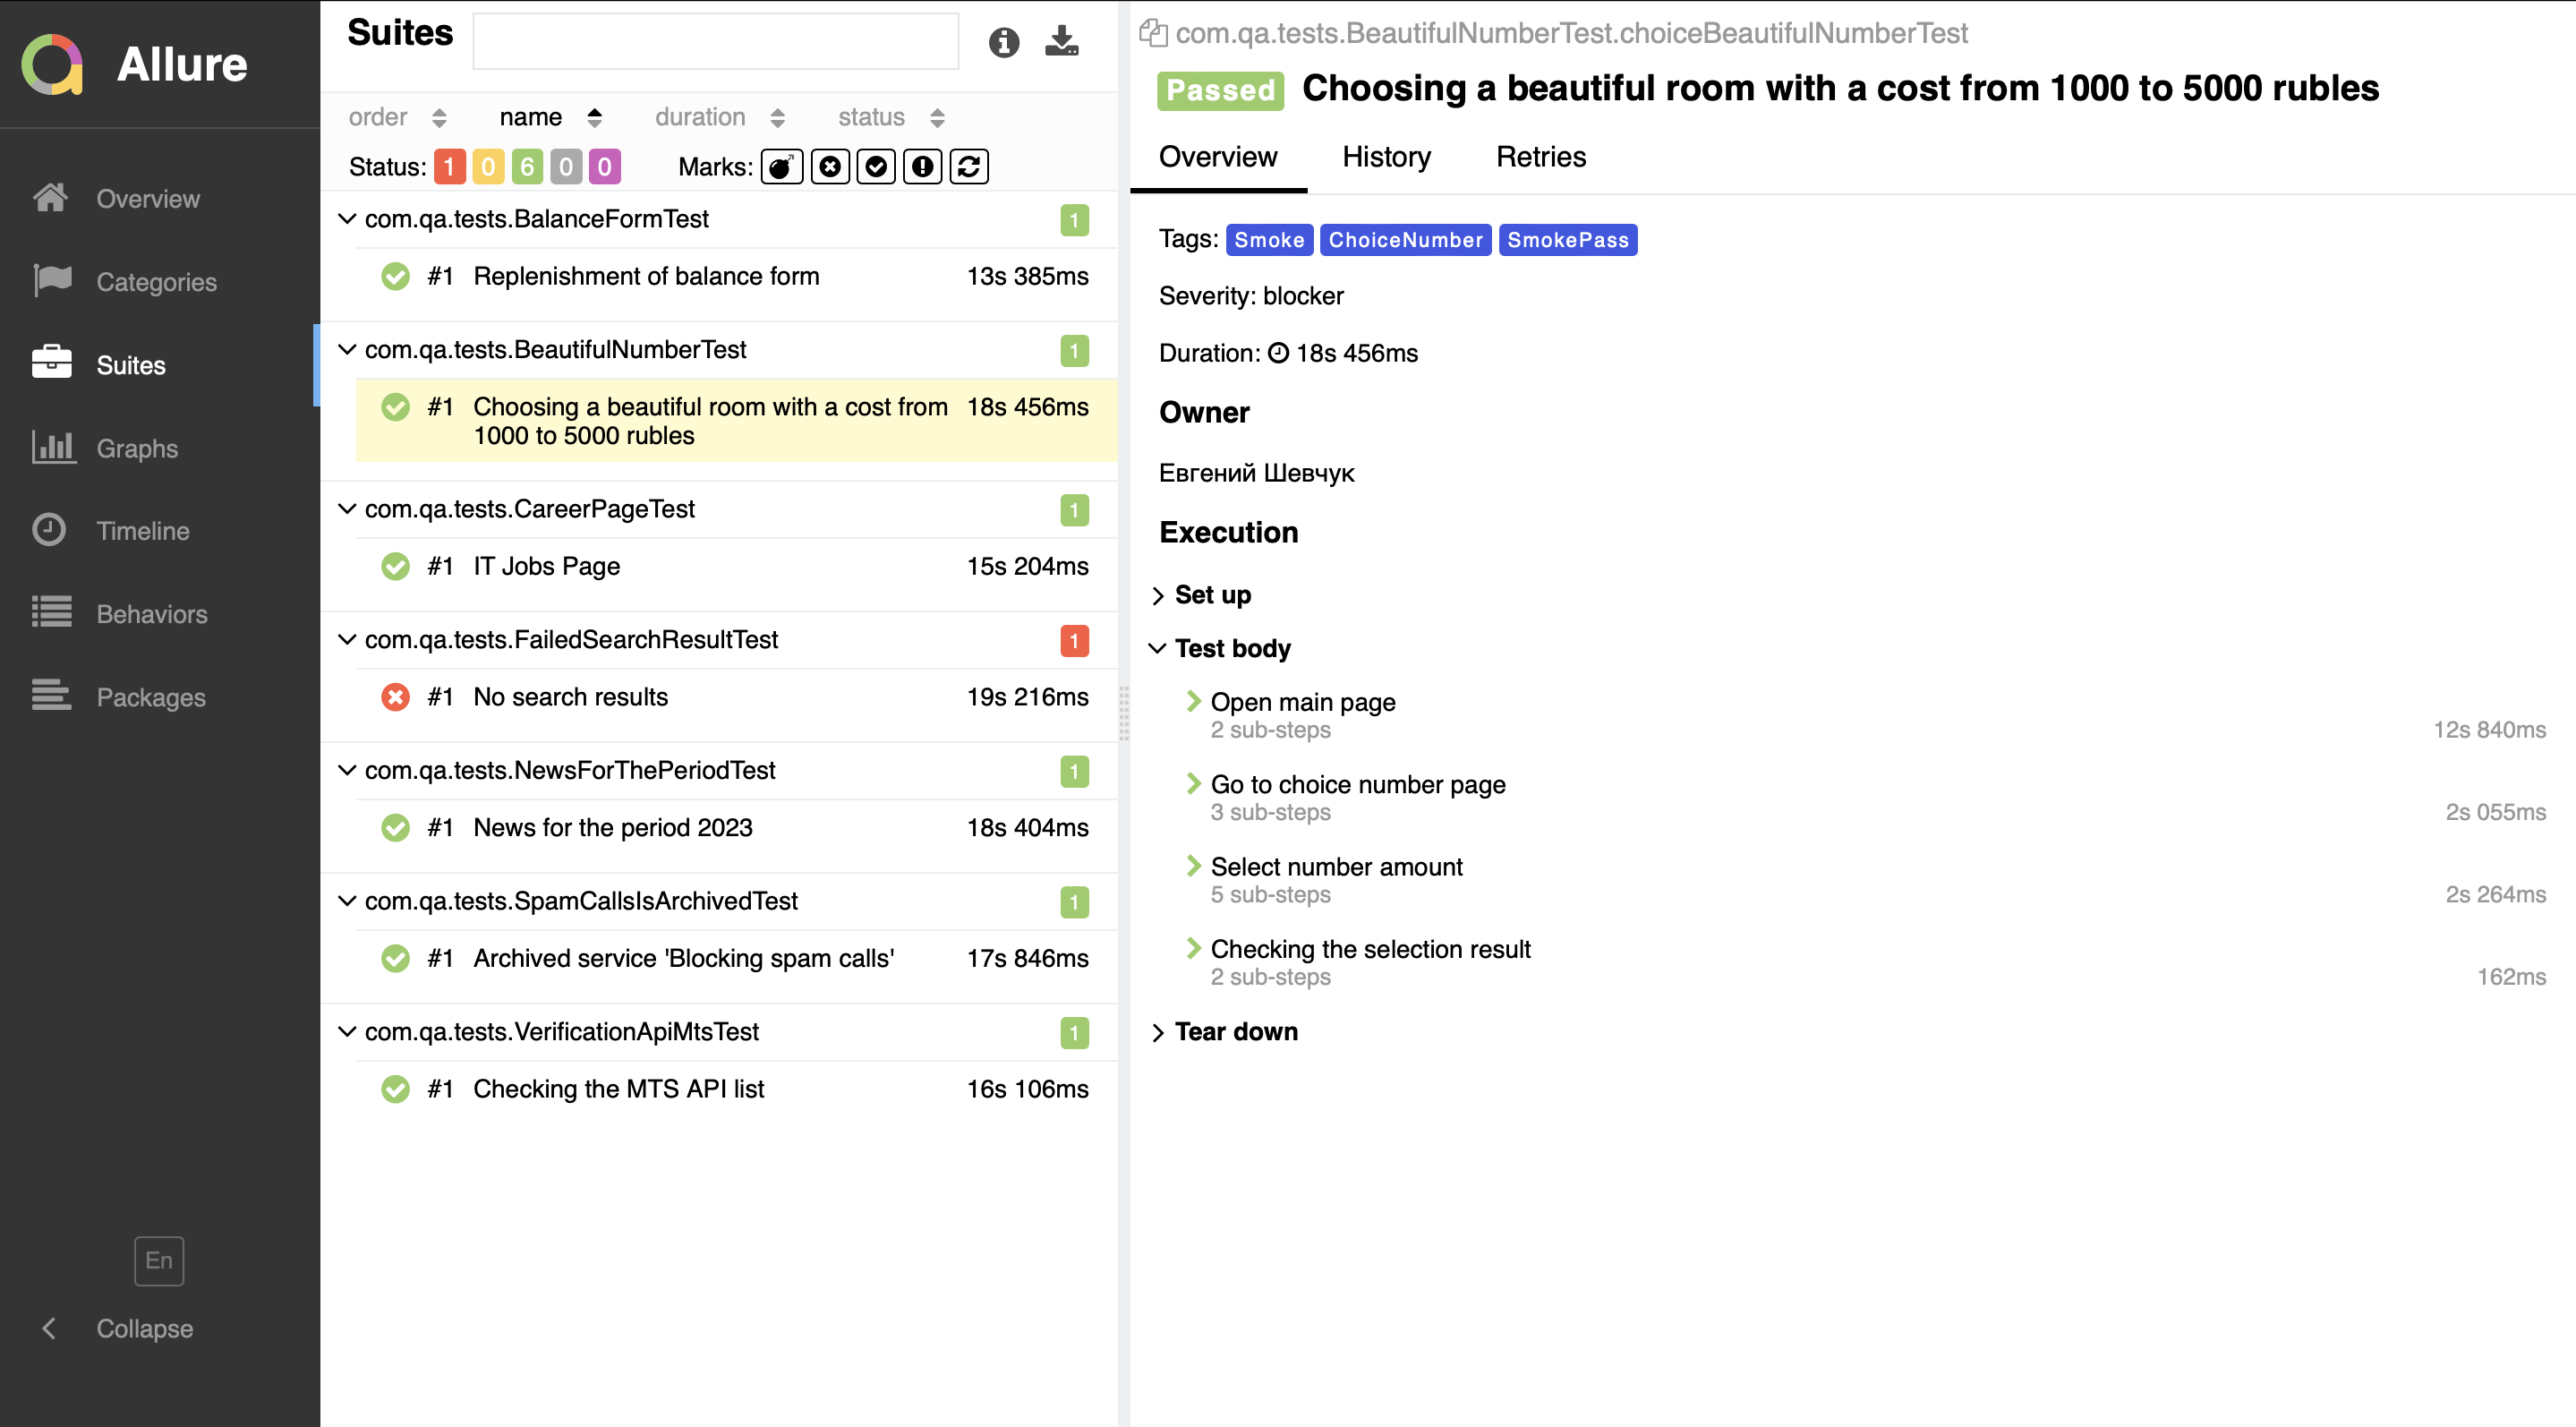 Allure
Overview
Categories
Suites
Graphs
Timeline
Behaviors
Packages
En
Collapse
Suites
order name duration status
Status: 1 0 6 0 0 Marks:
com.qa.tests.BalanceFormTest 1
#1 Replenishment of balance form 13s 385ms
com.qa.tests.BeautifulNumberTest 1
#1 Choosing a beautiful room with a cost from 18s 456ms
1000 to 5000 rubles
com.qa.tests.CareerPageTest 1
#1 IT Jobs Page 15s 204ms
com.qa.tests.FailedSearchResultTest 1
#1 No search results 19s 216ms
com.qa.tests.NewsForThePeriodTest 1
#1 News for the period 2023 18s 404ms
com.qa.tests.SpamCallsIsArchivedTest 1
#1 Archived service 'Blocking spam calls' 17s 846ms
com.qa.tests.VerificationApiMtsTest 1
#1 Checking the MTS API list 16s 106ms
com.qa.tests.BeautifulNumberTest.choiceBeautifulNumberTest
Passed Choosing a beautiful room with a cost from 1000 to 5000 rubles
Overview History Retries
Tags: Smoke ChoiceNumber SmokePass
Severity: blocker
Duration: 18s 456ms
Owner
Евгений Шевчук
Execution
Set up
Test body
Open main page
2 sub-steps 12s 840ms
Go to choice number page
3 sub-steps 2s 055ms
Select number amount
5 sub-steps 2s 264ms
Checking the selection result
2 sub-steps 162ms
Tear down